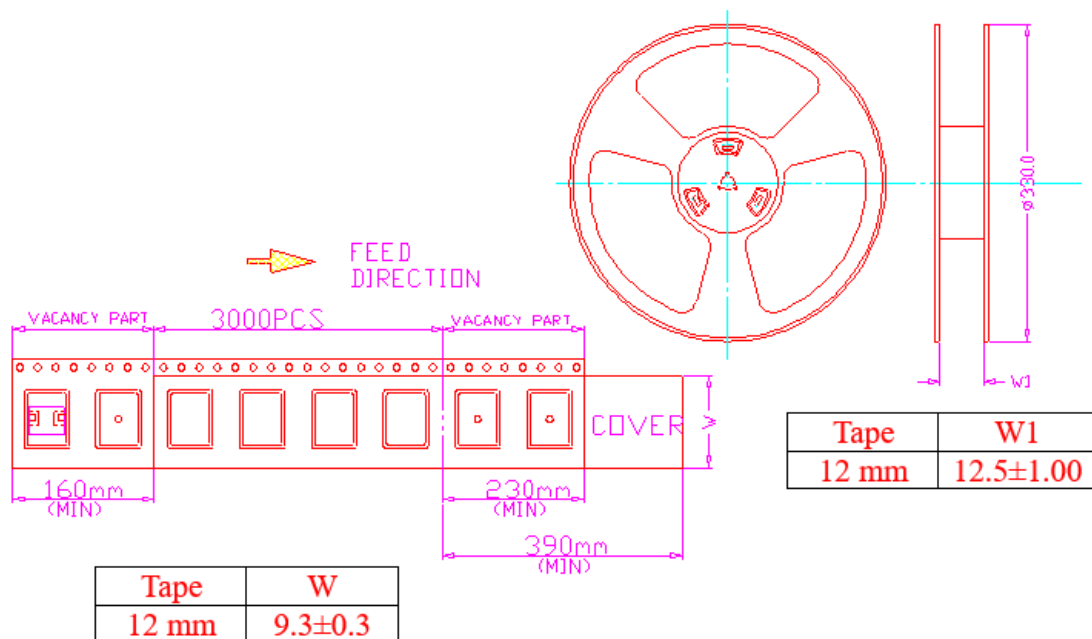 FEED
DIRECTION
VACANCY PART
3000PCS
VACANCY PART
COVER
W
160mm
(MIN)
230mm
(MIN)
390mm
(MIN)
ø330.0
W1
Tape W1
12 mm 12.5±1.00
Tape W
12 mm 9.3±0.3